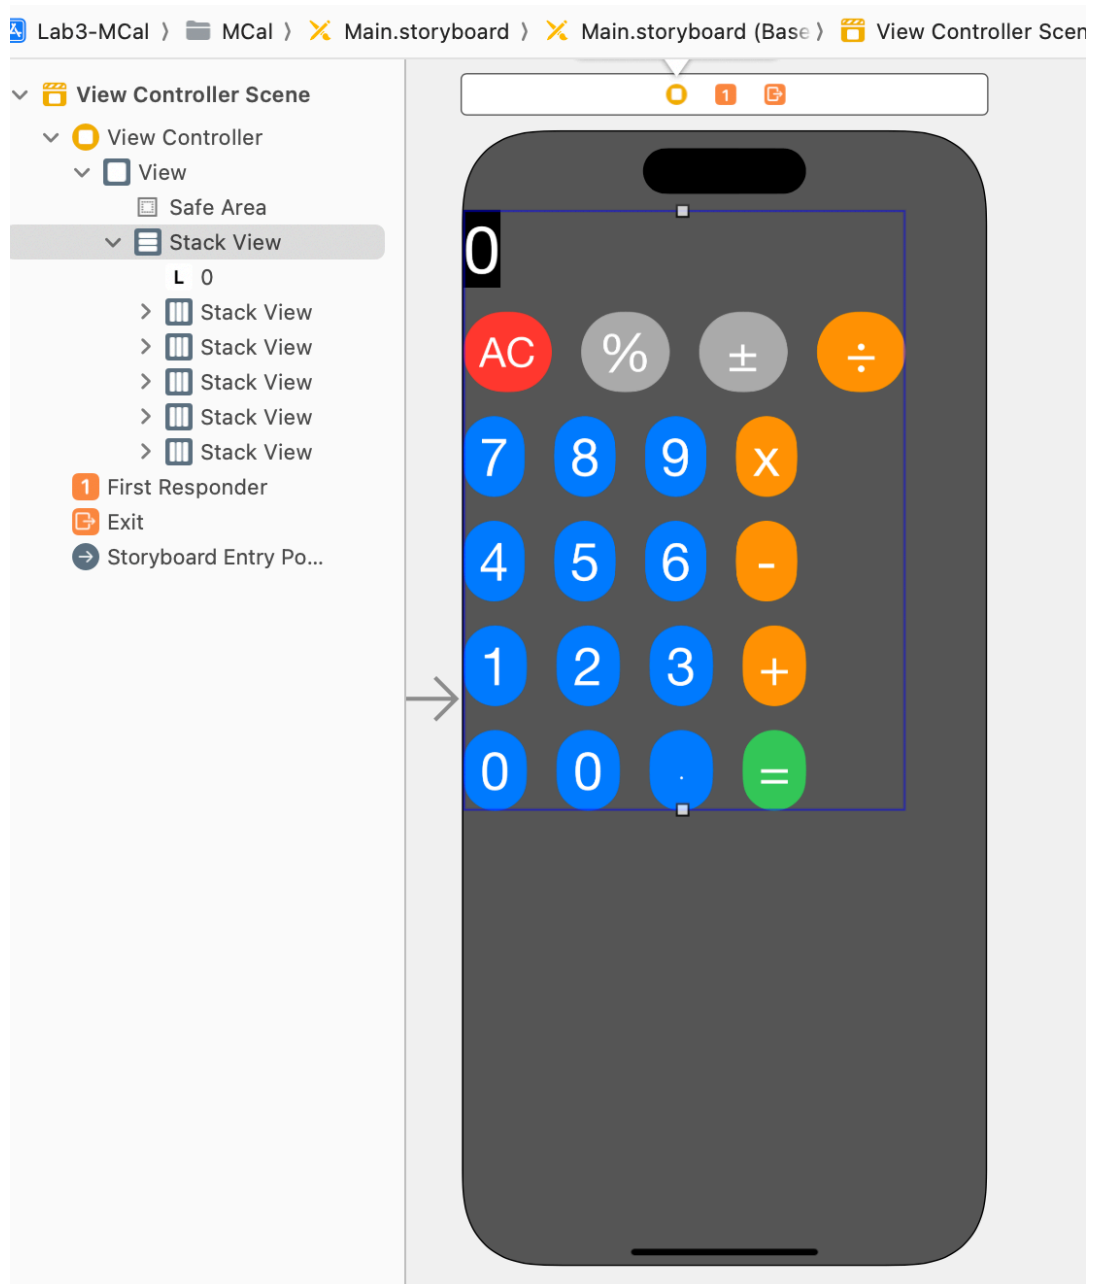 Lab3-MCal ⟩ MCal ⟩ Main.storyboard ⟩ Main.storyboard (Base ⟩ View Controller Scen
View Controller Scene
View Controller
View
Safe Area
Stack View
L 0
Stack View
Stack View
Stack View
Stack View
Stack View
1 First Responder
Exit
Storyboard Entry Po...
1
0
AC % ± ÷
7 8 9 x
4 5 6 -
1 2 3 +
0 0 . =